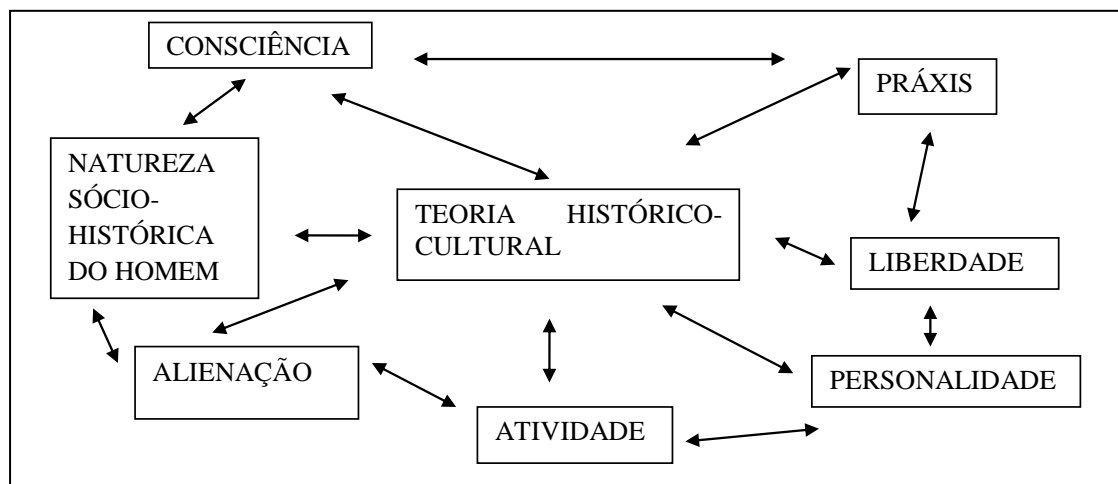 CONSCIÊNCIA
PRÁXIS
NATUREZA
SÓCIO-
HISTÓRICA
DO HOMEM
TEORIA HISTÓRICO-
CULTURAL
LIBERDADE
ALIENAÇÃO
PERSONALIDADE
ATIVIDADE